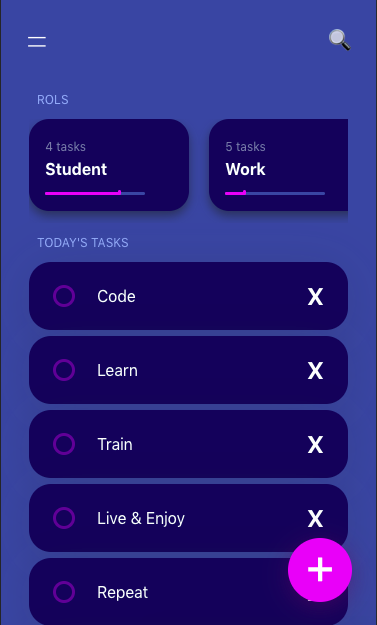 ROLS
4 tasks
Student
5 tasks
Work
TODAY'S TASKS
Code X
Learn X
Train X
Live & Enjoy X
Repeat
+